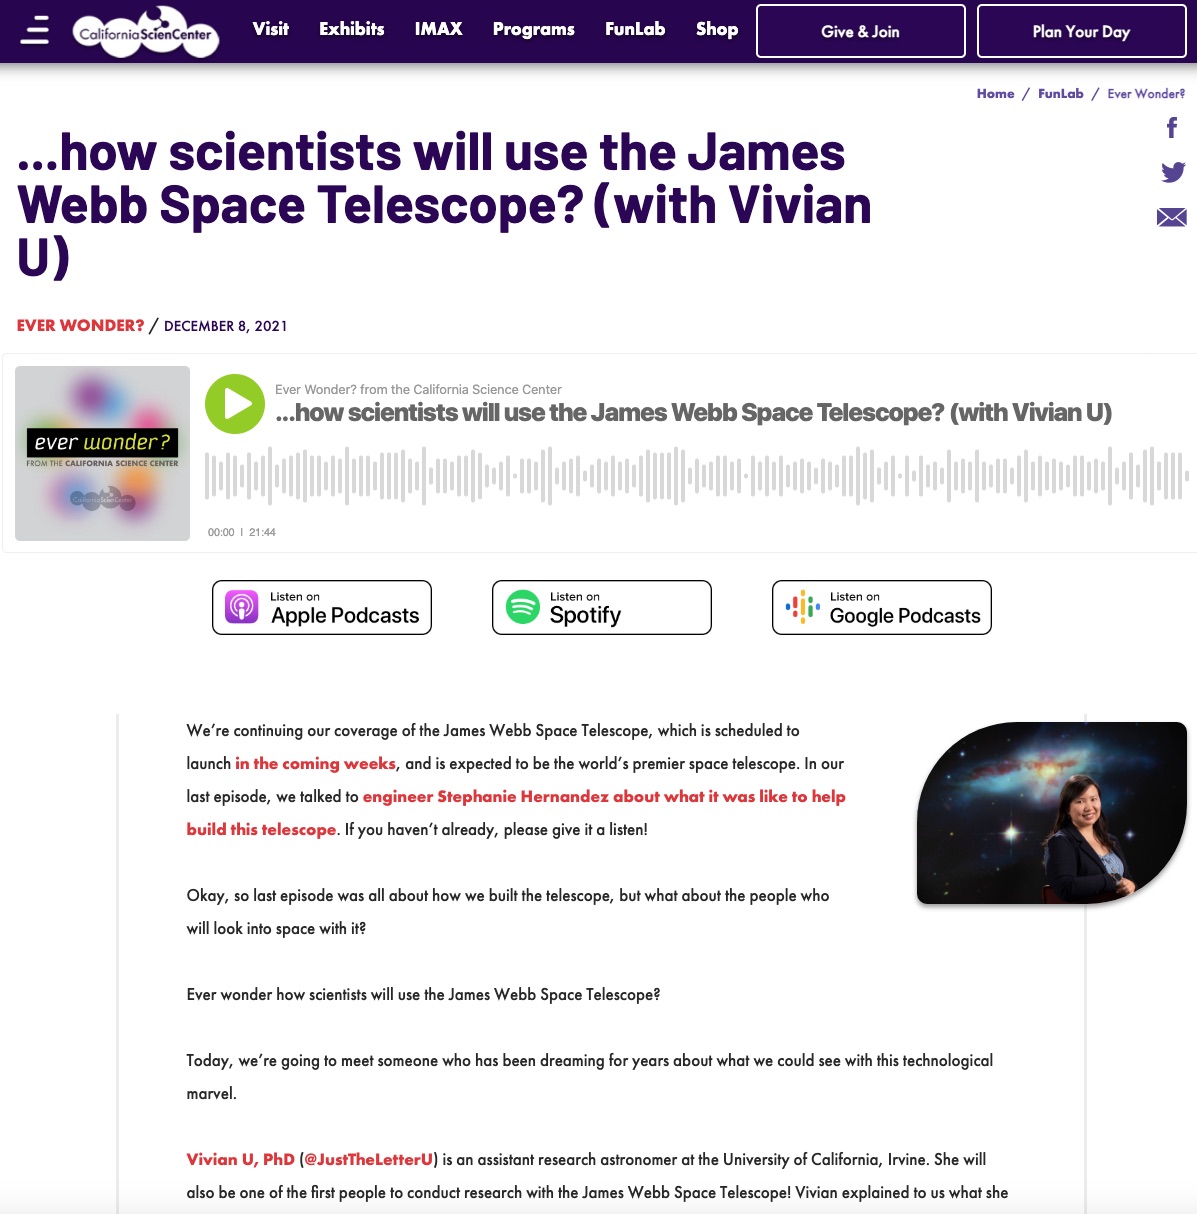 California ScienCenter
Visit
Exhibits
IMAX
Programs
FunLab
Shop
Give & Join
Plan Your Day
Home / FunLab / Ever Wonder?
...how scientists will use the James
Webb Space Telescope? (with Vivian
U)
EVER WONDER? / DECEMBER 8, 2021
ever wonder?
FROM THE CALIFORNIA SCIENCE CENTER
California ScienCenter
Ever Wonder? from the California Science Center
...how scientists will use the James Webb Space Telescope? (with Vivian U)
00:00 | 21:44
Listen on
Apple Podcasts
Listen on
Spotify
Listen on
Google Podcasts
We're continuing our coverage of the James Webb Space Telescope, which is scheduled to
launch in the coming weeks, and is expected to be the world's premier space telescope. In our
last episode, we talked to engineer Stephanie Hernandez about what it was like to help
build this telescope. If you haven't already, please give it a listen!
Okay, so last episode was all about how we built the telescope, but what about the people who
will look into space with it?
Ever wonder how scientists will use the James Webb Space Telescope?
Today, we're going to meet someone who has been dreaming for years about what we could see with this technological
marvel.
Vivian U, PhD (@JustTheLetterU) is an assistant research astronomer at the University of California, Irvine. She will
also be one of the first people to conduct research with the James Webb Space Telescope! Vivian explained to us what she